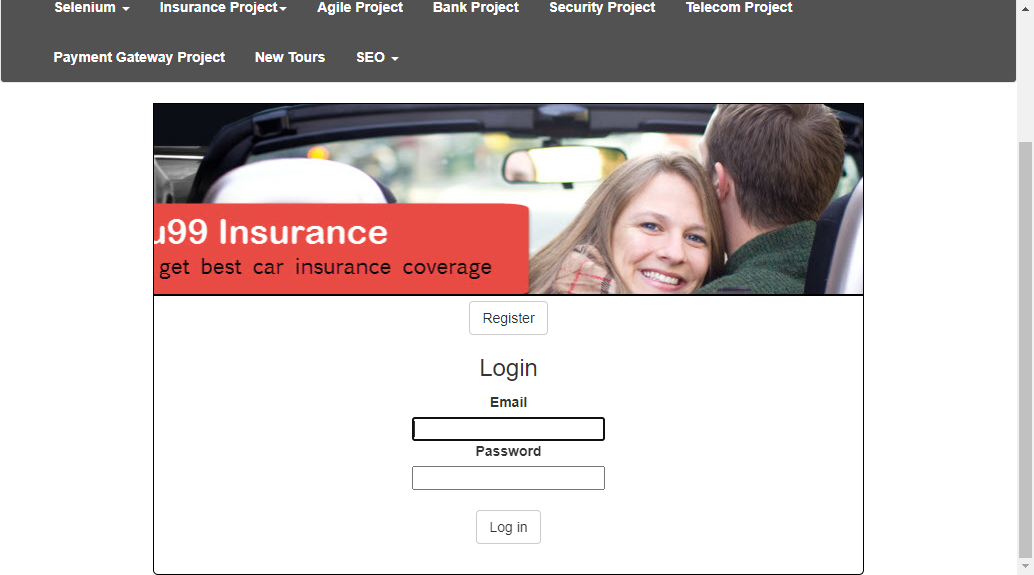 Selenium Insurance Project Agile Project Bank Project Security Project Telecom Project
Payment Gateway Project New Tours SEO
u99 Insurance
get best car insurance coverage
Register
Login
Email
Password
Log in